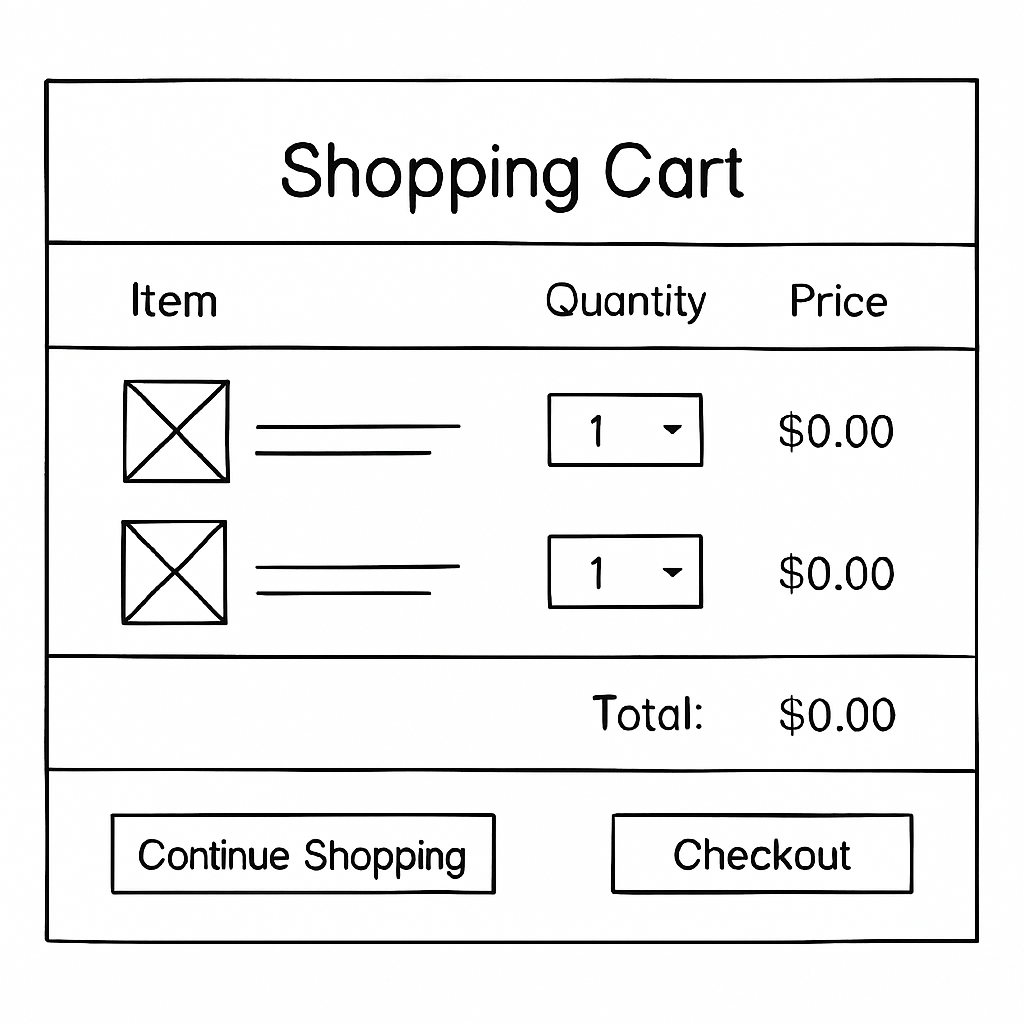 Shopping Cart
Item Quantity Price
1 $0.00
1 $0.00
Total: $0.00
Continue Shopping Checkout